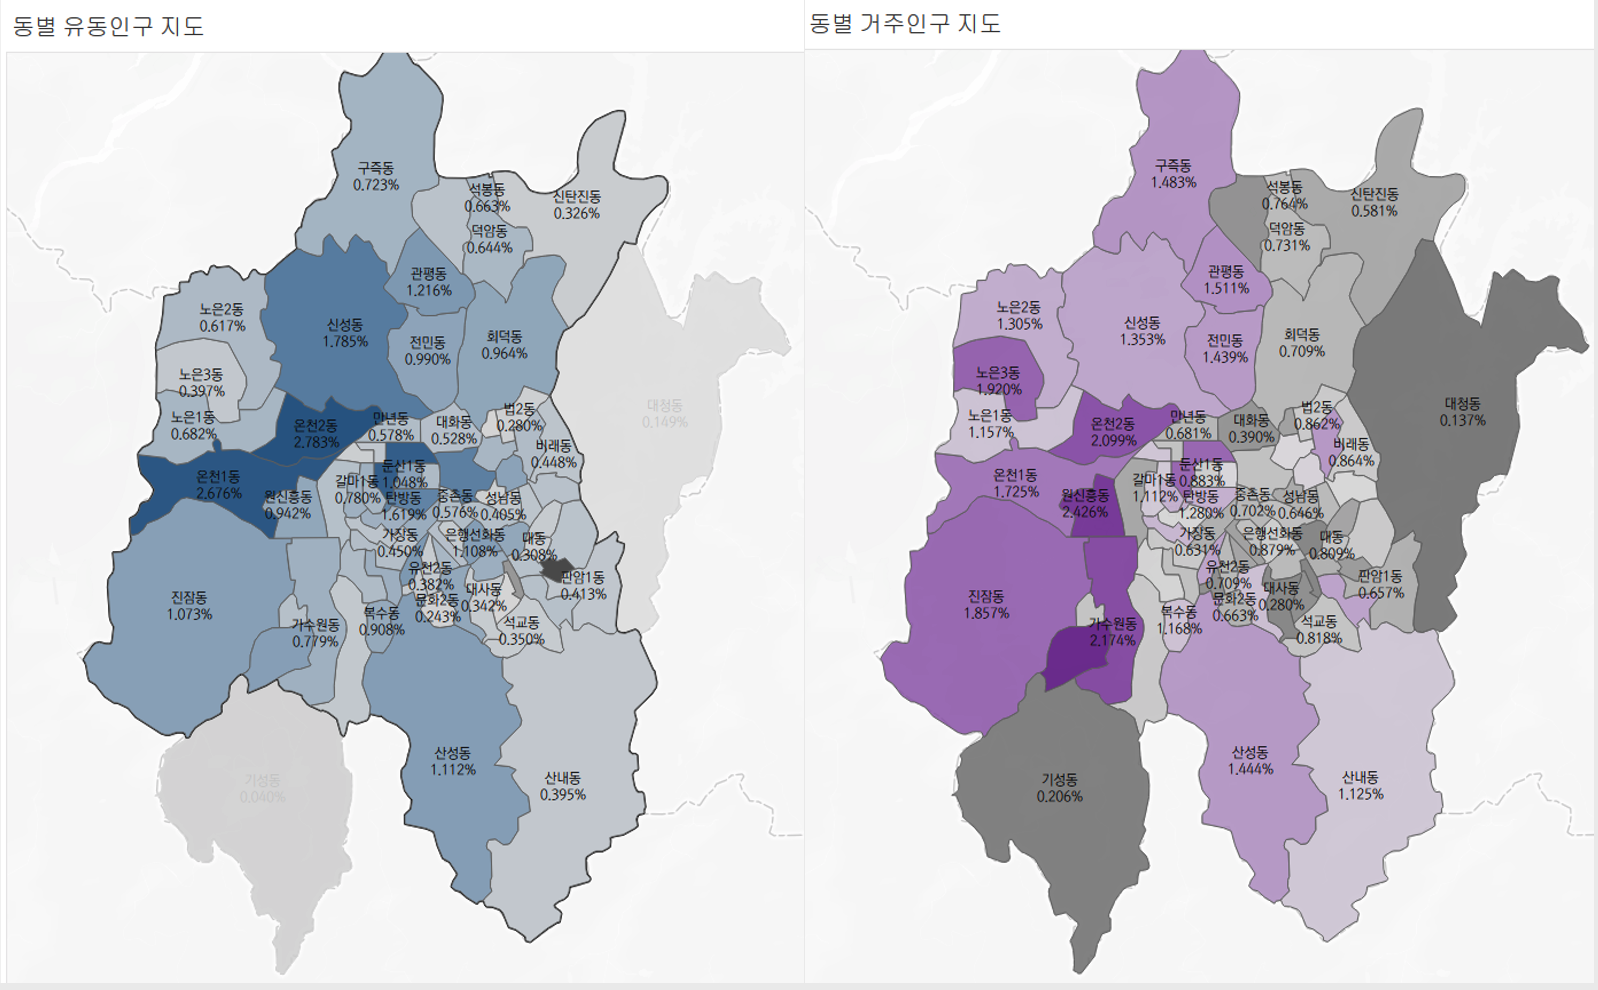 동별 유동인구 지도
구즉동
0.723%
석봉동
0.663%
신탄진동
0.326%
덕암동
0.644%
관평동
1.216%
노은2동
0.617%
신성동
1.785%
전민동
0.990%
회덕동
0.964%
노은3동
0.397%
노은1동
0.682%
온천2동
2.783%
만년동
0.578%
대화동
0.528%
법2동
0.280%
대청동
0.149%
비래동
0.448%
온천1동
2.676%
원신흥동
0.942%
갈마1동
0.780%
둔산1동
1.048%
탄방동
1.619%
중촌동
0.576%
성남동
0.405%
가장동
0.450%
은행선화동
1.108%
대동
0.308%
유천2동
0.382%
판암1동
0.413%
진잠동
1.073%
가수원동
0.779%
복수동
0.908%
문화2동
0.243%
대사동
0.342%
석교동
0.350%
산성동
1.112%
산내동
0.395%
기성동
0.040%
동별 거주인구 지도
구즉동
1.483%
석봉동
0.764%
신탄진동
0.581%
덕암동
0.731%
관평동
1.511%
노은2동
1.305%
신성동
1.353%
전민동
1.439%
회덕동
0.709%
노은3동
1.920%
노은1동
1.157%
온천2동
2.099%
만년동
0.681%
대화동
0.390%
법2동
0.862%
대청동
0.137%
비래동
0.864%
온천1동
1.725%
원신흥동
2.426%
갈마1동
1.112%
둔산1동
0.883%
탄방동
1.280%
중촌동
0.702%
성남동
0.646%
가장동
0.631%
은행선화동
0.879%
대동
0.809%
유천2동
0.709%
판암1동
0.657%
진잠동
1.857%
가수원동
2.174%
복수동
1.168%
문화2동
0.663%
대사동
0.280%
석교동
0.818%
산성동
1.444%
산내동
1.125%
기성동
0.206%